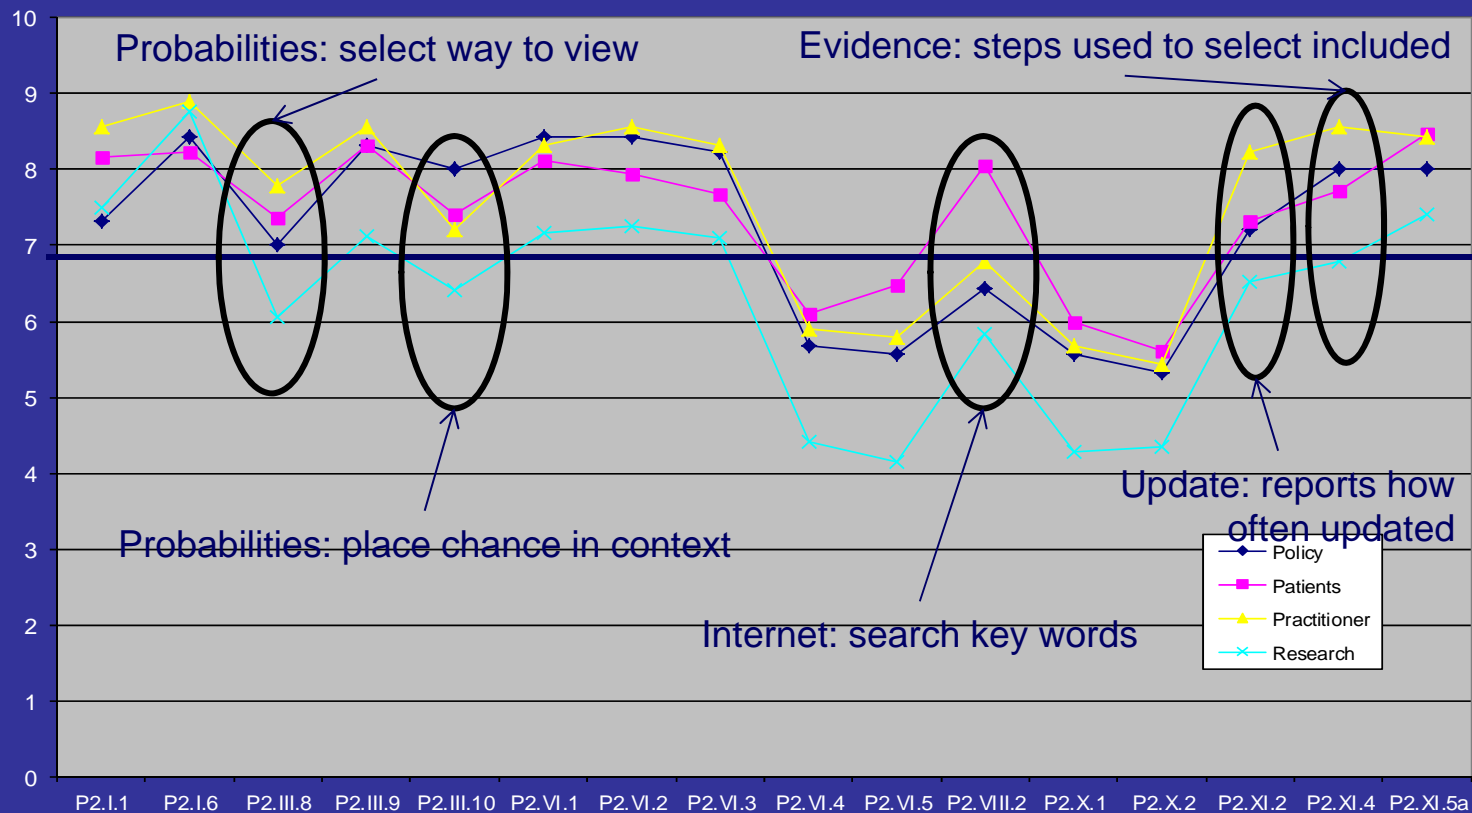 10
Probabilities: select way to view
Evidence: steps used to select included
9
8
7
6
5
4
Update: reports how
often updated
3
Probabilities: place chance in context
Policy
Patients
2
Practitioner
Internet: search key words
Research
1
0
P2.I.1 P2.I.6 P2.III.8 P2.III.9 P2.III.10 P2.VI.1 P2.VI.2 P2.VI.3 P2.VI.4 P2.VI.5 P2.VIII.2 P2.X.1 P2.X.2 P2.XI.2 P2.XI.4 P2.XI.5a